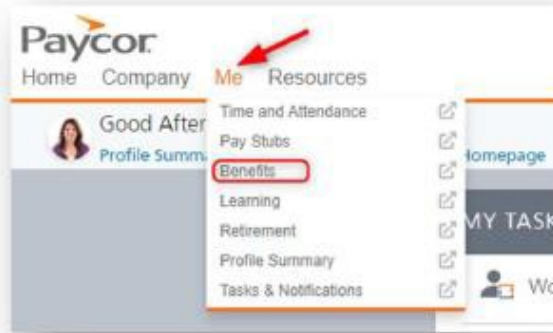 Paycor
Home Company Me Resources
Good After
Profile Summa
Homepage
Time and Attendance
Pay Stubs
Benefits
Learning
Retirement
Profile Summary
Tasks & Notifications
MY TASK
Wo